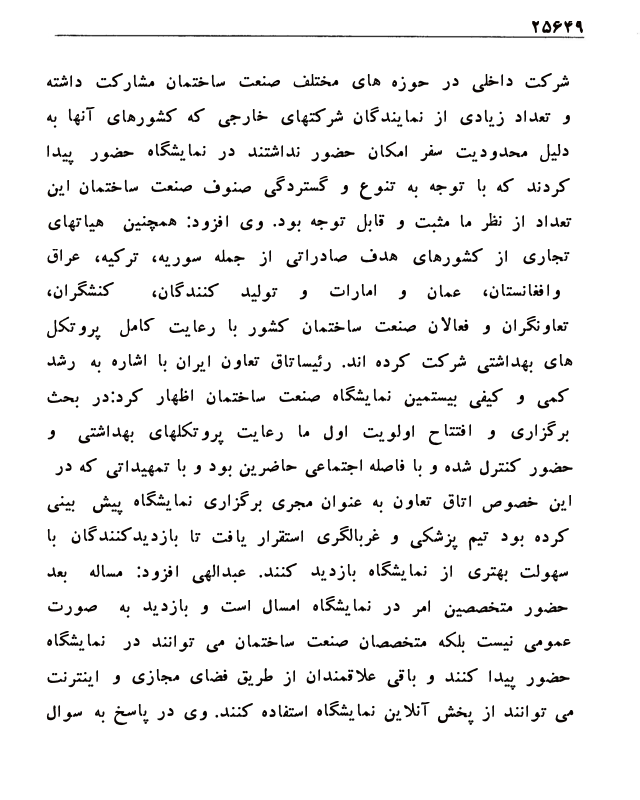 ۲۵۶۴۹
شرکت داخلی در حوزه های مختلف صنعت ساختمان مشارکت داشته
و تعداد زیادی از نمایندگان شرکتهای خارجی که کشورهای آنها به
دلیل محدودیت سفر امکان حضور نداشتند در نمایشگاه حضور پیدا
کردند که با توجه به تنوع و گستردگی صنوف صنعت ساختمان این
تعداد از نظر ما مثبت و قابل توجه بود. وی افزود: همچنین هیاتهای
تجاری از کشورهای هدف صادراتی از جمله سوریه، ترکیه، عراق
وافغانستان، عمان و امارات و تولید کنندگان، کنشگران،
تعاونگران و فعالان صنعت ساختمان کشور با رعایت کامل پروتکل
های بهداشتی شرکت کرده اند. رئیساتاق تعاون ایران با اشاره به رشد
کمی و کیفی بیستمین نمایشگاه صنعت ساختمان اظهار کرد:در بحث
برگزاری و افتتاح اولویت اول ما رعایت پروتکلهای بهداشتی و
حضور کنترل شده و با فاصله اجتماعی حاضرین بود و با تمهیداتی که در
این خصوص اتاق تعاون به عنوان مجری برگزاری نمایشگاه پیش بینی
کرده بود تیم پزشکی و غربالگری استقرار یافت تا بازدیدکنندگان با
سهولت بهتری از نمایشگاه بازدید کنند. عبدالهی افزود: مساله بعد
حضور متخصصین امر در نمایشگاه امسال است و بازدید به صورت
عمومی نیست بلکه متخصصان صنعت ساختمان می توانند در نمایشگاه
حضور پیدا کنند و باقی علاقمندان از طریق فضای مجازی و اینترنت
می توانند از پخش آنلاین نمایشگاه استفاده کنند. وی در پاسخ به سوال